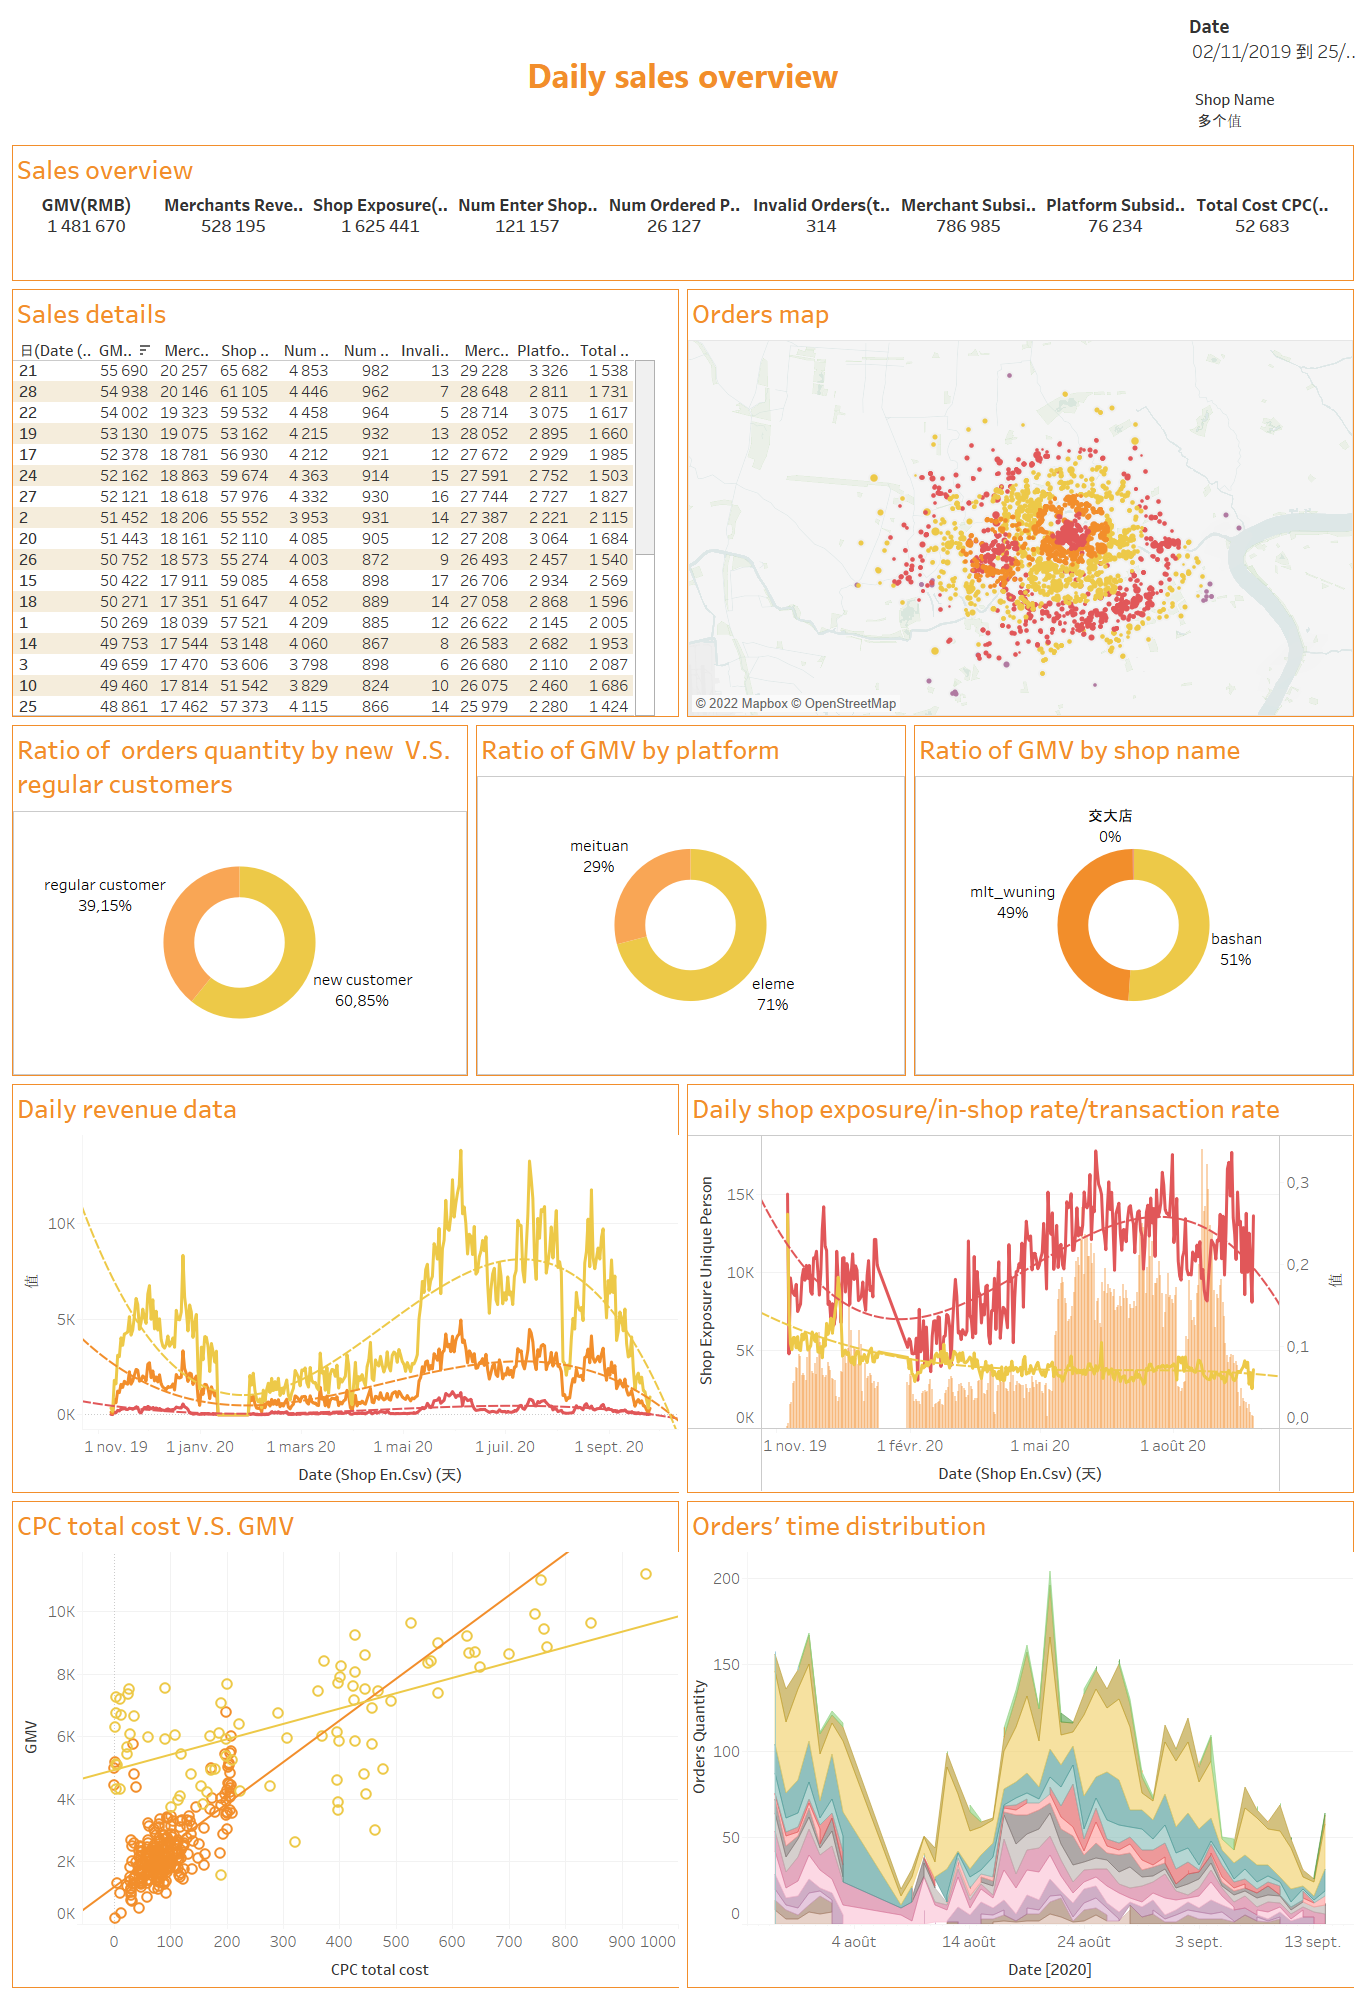 Date
02/11/2019 到 25/..
Daily sales overview
Shop Name
多个值
Sales overview
GMV(RMB) Merchants Reve.. Shop Exposure(.. Num Enter Shop.. Num Ordered P.. Invalid Orders(t.. Merchant Subsi.. Platform Subsid.. Total Cost CPC(..
1 481 670 528 195 1 625 441 121 157 26 127 314 786 985 76 234 52 683
Sales details
日(Date (.. GM.. Merc.. Shop .. Num .. Num .. Invali.. Merc.. Platfo.. Total ..
21 55 690 20 257 65 682 4 853 982 13 29 228 3 326 1 538
28 54 938 20 146 61 105 4 446 962 7 28 648 2 811 1 731
22 54 002 19 323 59 532 4 458 964 5 28 714 3 075 1 617
19 53 130 19 075 53 162 4 215 932 13 28 052 2 895 1 660
17 52 378 18 781 56 930 4 212 921 12 27 672 2 929 1 985
24 52 162 18 863 59 674 4 363 914 15 27 591 2 752 1 503
27 52 121 18 618 57 976 4 332 930 16 27 744 2 727 1 827
2 51 452 18 206 55 552 3 953 931 14 27 387 2 221 2 115
20 51 443 18 161 52 110 4 085 905 12 27 208 3 064 1 684
26 50 752 18 573 55 274 4 003 872 9 26 493 2 457 1 540
15 50 422 17 911 59 085 4 658 898 17 26 706 2 934 2 569
18 50 271 17 351 51 647 4 052 889 14 27 058 2 868 1 596
1 50 269 18 039 57 521 4 209 885 12 26 622 2 145 2 005
14 49 753 17 544 53 148 4 060 867 8 26 583 2 682 1 953
3 49 659 17 470 53 606 3 798 898 6 26 680 2 110 2 087
10 49 460 17 814 51 542 3 829 824 10 26 075 2 460 1 686
25 48 861 17 462 57 373 4 115 866 14 25 979 2 280 1 424
Orders map
© 2022 Mapbox © OpenStreetMap
Ratio of orders quantity by new V.S.
regular customers
regular customer
39,15%
new customer
60,85%
Ratio of GMV by platform
meituan
29%
eleme
71%
Ratio of GMV by shop name
交大店
0%
mlt_wuning
49%
bashan
51%
Daily revenue data
值
10K
5K
0K
1 nov. 19 1 janv. 20 1 mars 20 1 mai 20 1 juil. 20 1 sept. 20
Date (Shop En.Csv) (天)
Daily shop exposure/in-shop rate/transaction rate
Shop Exposure Unique Person
15K
10K
5K
0K
0,3
0,2
0,1
0,0
值
1 nov. 19 1 févr. 20 1 mai 20 1 août 20
Date (Shop En.Csv) (天)
CPC total cost V.S. GMV
GMV
10K
8K
6K
4K
2K
0K
0 100 200 300 400 500 600 700 800 900 1000
CPC total cost
Orders' time distribution
Orders Quantity
200
150
100
50
0
4 août 14 août 24 août 3 sept. 13 sept.
Date [2020]